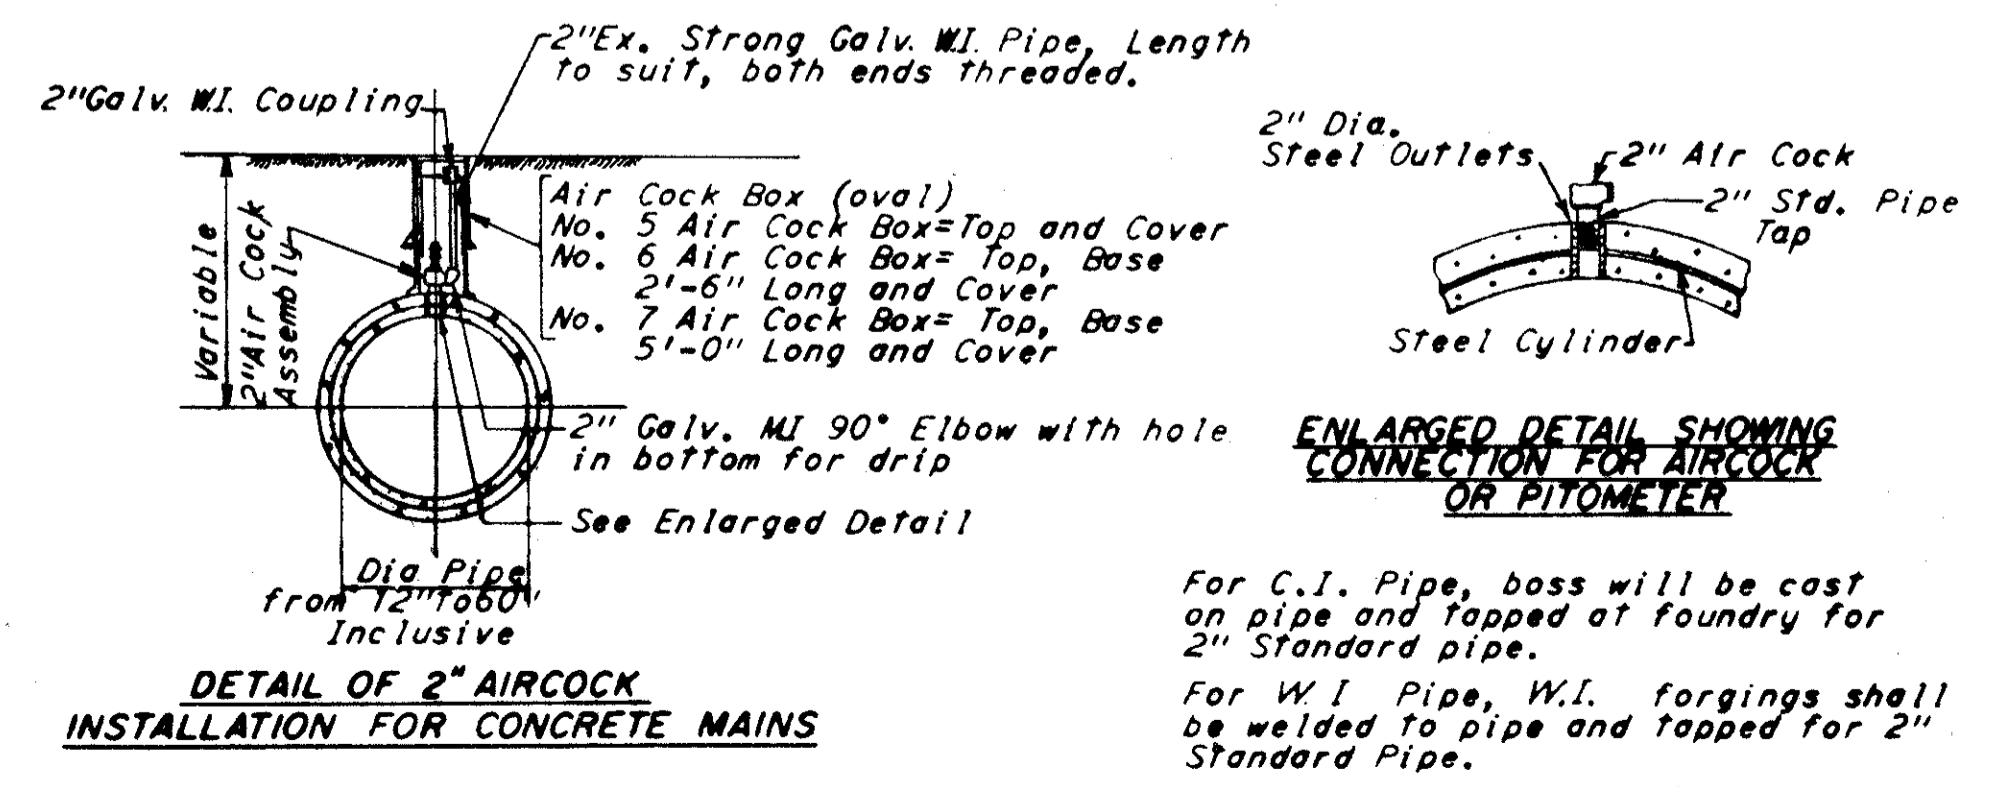 2"Ex. Strong Galv. W.I. Pipe, Length
to suit, both ends threaded.
2"Galv. W.I. Coupling
Variable
2"Air Cock
Assembly
Air Cock Box (oval)
No. 5 Air Cock Box=Top and Cover
No. 6 Air Cock Box= Top, Base
2'-6" Long and Cover
No. 7 Air Cock Box= Top, Base
5'-0" Long and Cover
2" Galv. MI 90° Elbow with hole
in bottom for drip
See Enlarged Detail
Dia Pipe
from 12"to60"
Inclusive
DETAIL OF 2" AIRCOCK
INSTALLATION FOR CONCRETE MAINS
2" Dia.
Steel Outlets
2" Air Cock
2" Std. Pipe
Tap
Steel Cylinder
ENLARGED DETAIL SHOWING
CONNECTION FOR AIRCOCK
OR PITOMETER
For C.I. Pipe, boss will be cast
on pipe and tapped at foundry for
2" Standard pipe.
For W.I Pipe, W.I. forgings shall
be welded to pipe and tapped for 2"
Standard Pipe.